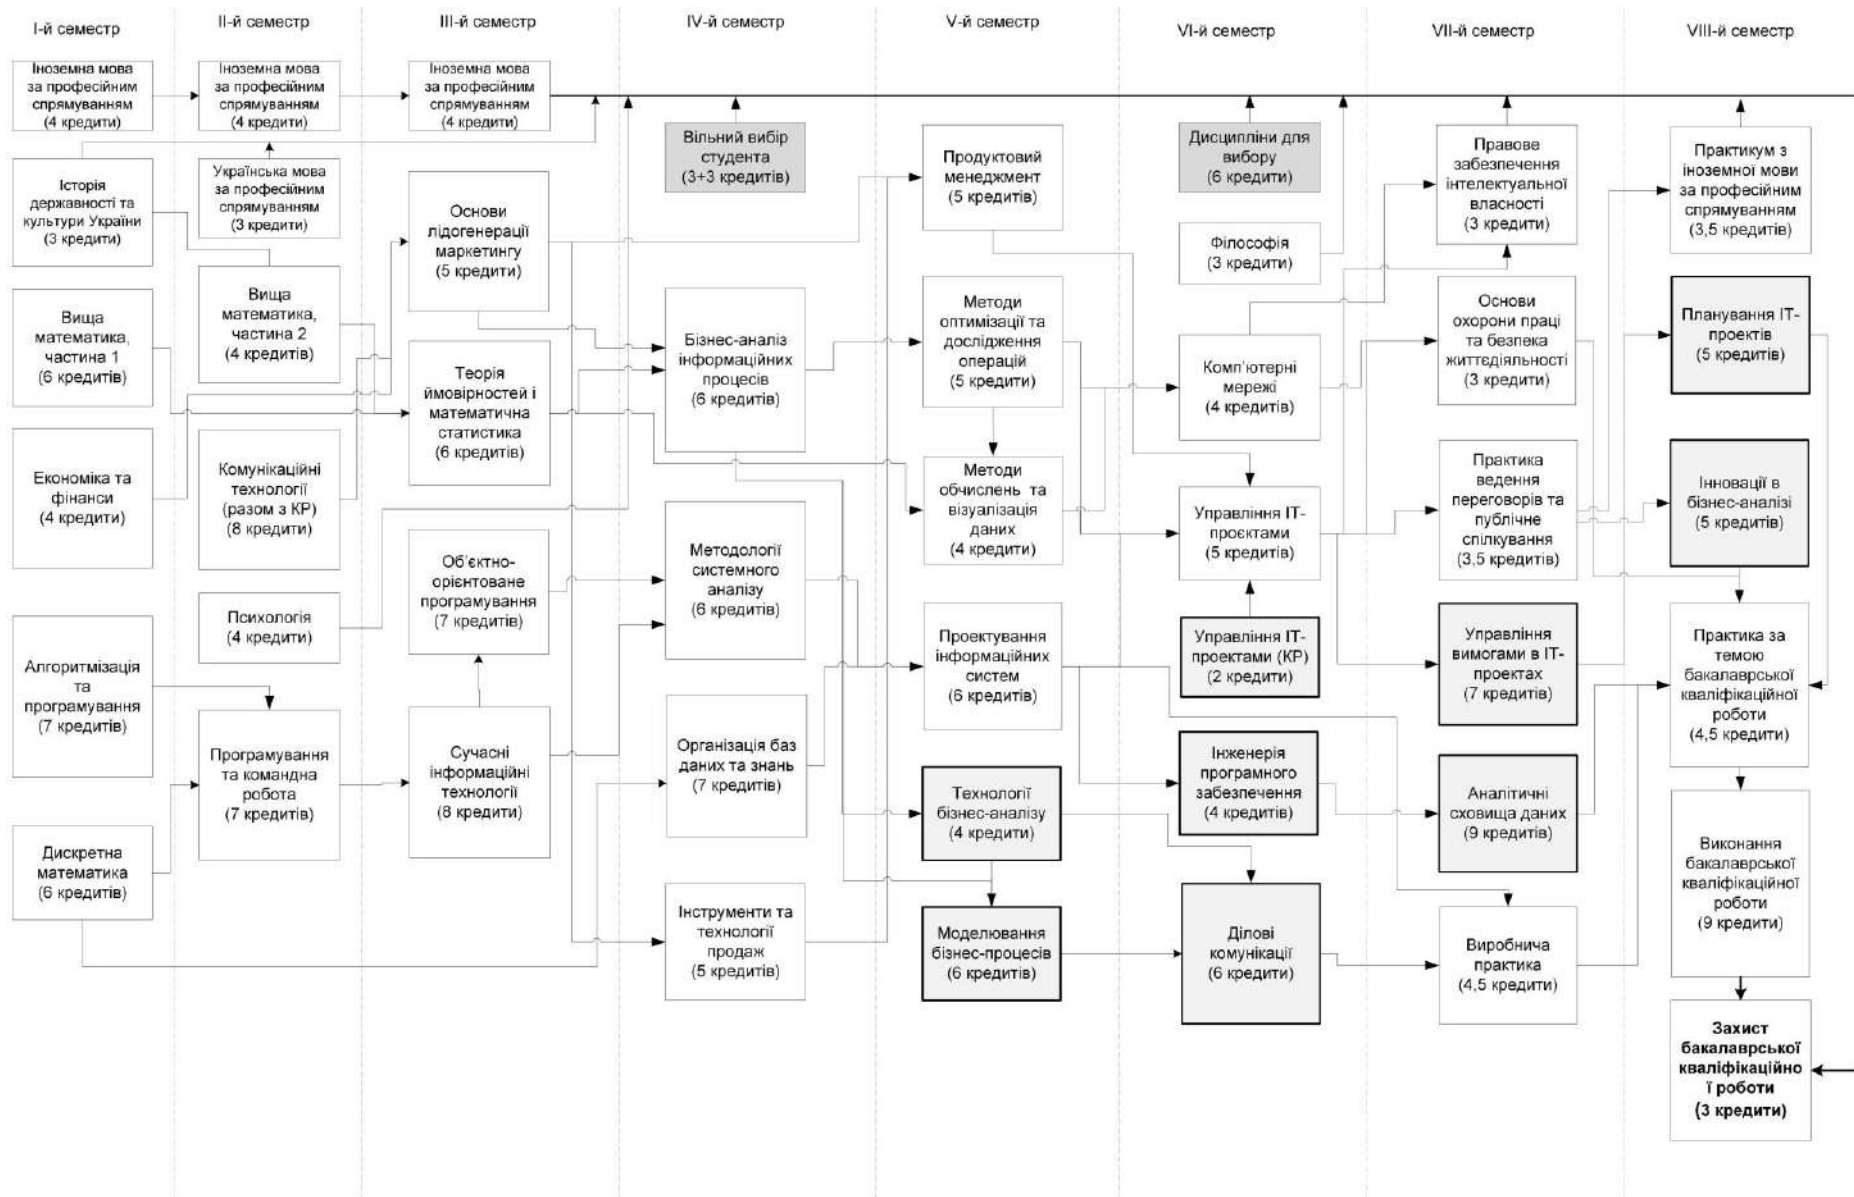 I-й семестр
II-й семестр
III-й семестр
IV-й семестр
V-й семестр
VI-й семестр
VII-й семестр
VIII-й семестр
Іноземна мова
за професійним
спрямуванням
(4 кредити)
Історія
державності та
культури України
(3 кредити)
Вища
математика,
частина 1
(6 кредитів)
Економіка та
фінанси
(4 кредити)
Алгоритмізація
та
програмування
(7 кредитів)
Дискретна
математика
(6 кредитів)
Іноземна мова
за професійним
спрямуванням
(4 кредити)
Українська мова
за професійним
спрямуванням
(3 кредити)
Вища
математика,
частина 2
(4 кредитів)
Комунікаційні
технології
(разом з КР)
(8 кредити)
Психологія
(4 кредити)
Програмування
та командна
робота
(7 кредитів)
Іноземна мова
за професійним
спрямуванням
(4 кредити)
Основи
лідогенерації
маркетингу
(5 кредити)
Теорія
ймовірностей і
математична
статистика
(6 кредитів)
Об'єктно-
орієнтоване
програмування
(7 кредитів)
Сучасні
інформаційні
технології
(8 кредити)
Вільний вибір
студента
(3+3 кредитів)
Бізнес-аналіз
інформаційних
процесів
(6 кредитів)
Методології
системного
аналізу
(6 кредитів)
Організація баз
даних та знань
(7 кредитів)
Інструменти та
технології
продаж
(5 кредитів)
Продуктовий
менеджмент
(5 кредитів)
Методи
оптимізації та
дослідження
операцій
(5 кредити)
Методи
обчислень та
візуалізація
даних
(4 кредити)
Проектування
інформаційних
систем
(6 кредитів)
Технології
бізнес-аналізу
(4 кредити)
Моделювання
бізнес-процесів
(6 кредитів)
Дисципліни для
вибору
(6 кредити)
Філософія
(3 кредити)
Комп'ютерні
мережі
(4 кредитів)
Управління ІТ-
проєктами
(5 кредитів)
Управління ІТ-
проектами (КР)
(2 кредити)
Інженерія
програмного
забезпечення
(4 кредитів)
Ділові
комунікації
(6 кредити)
Правове
забезпечення
інтелектуальної
власності
(3 кредити)
Основи
охорони праці
та безпека
життєдіяльності
(3 кредити)
Практика
ведення
переговорів та
публічне
спілкування
(3,5 кредитів)
Управління
вимогами в ІТ-
проектах
(7 кредитів)
Аналітичні
сховища даних
(9 кредитів)
Виробнича
практика
(4,5 кредити)
Практикум з
іноземної мови
за професійним
спрямуванням
(3,5 кредитів)
Планування ІТ-
проектів
(5 кредитів)
Інновації в
бізнес-аналізі
(5 кредитів)
Практика за
темою
бакалаврської
кваліфікаційної
роботи
(4,5 кредити)
Виконання
бакалаврської
кваліфікаційної
роботи
(9 кредити)
Захист
бакалаврської
кваліфікаційно
ї роботи
(3 кредити)